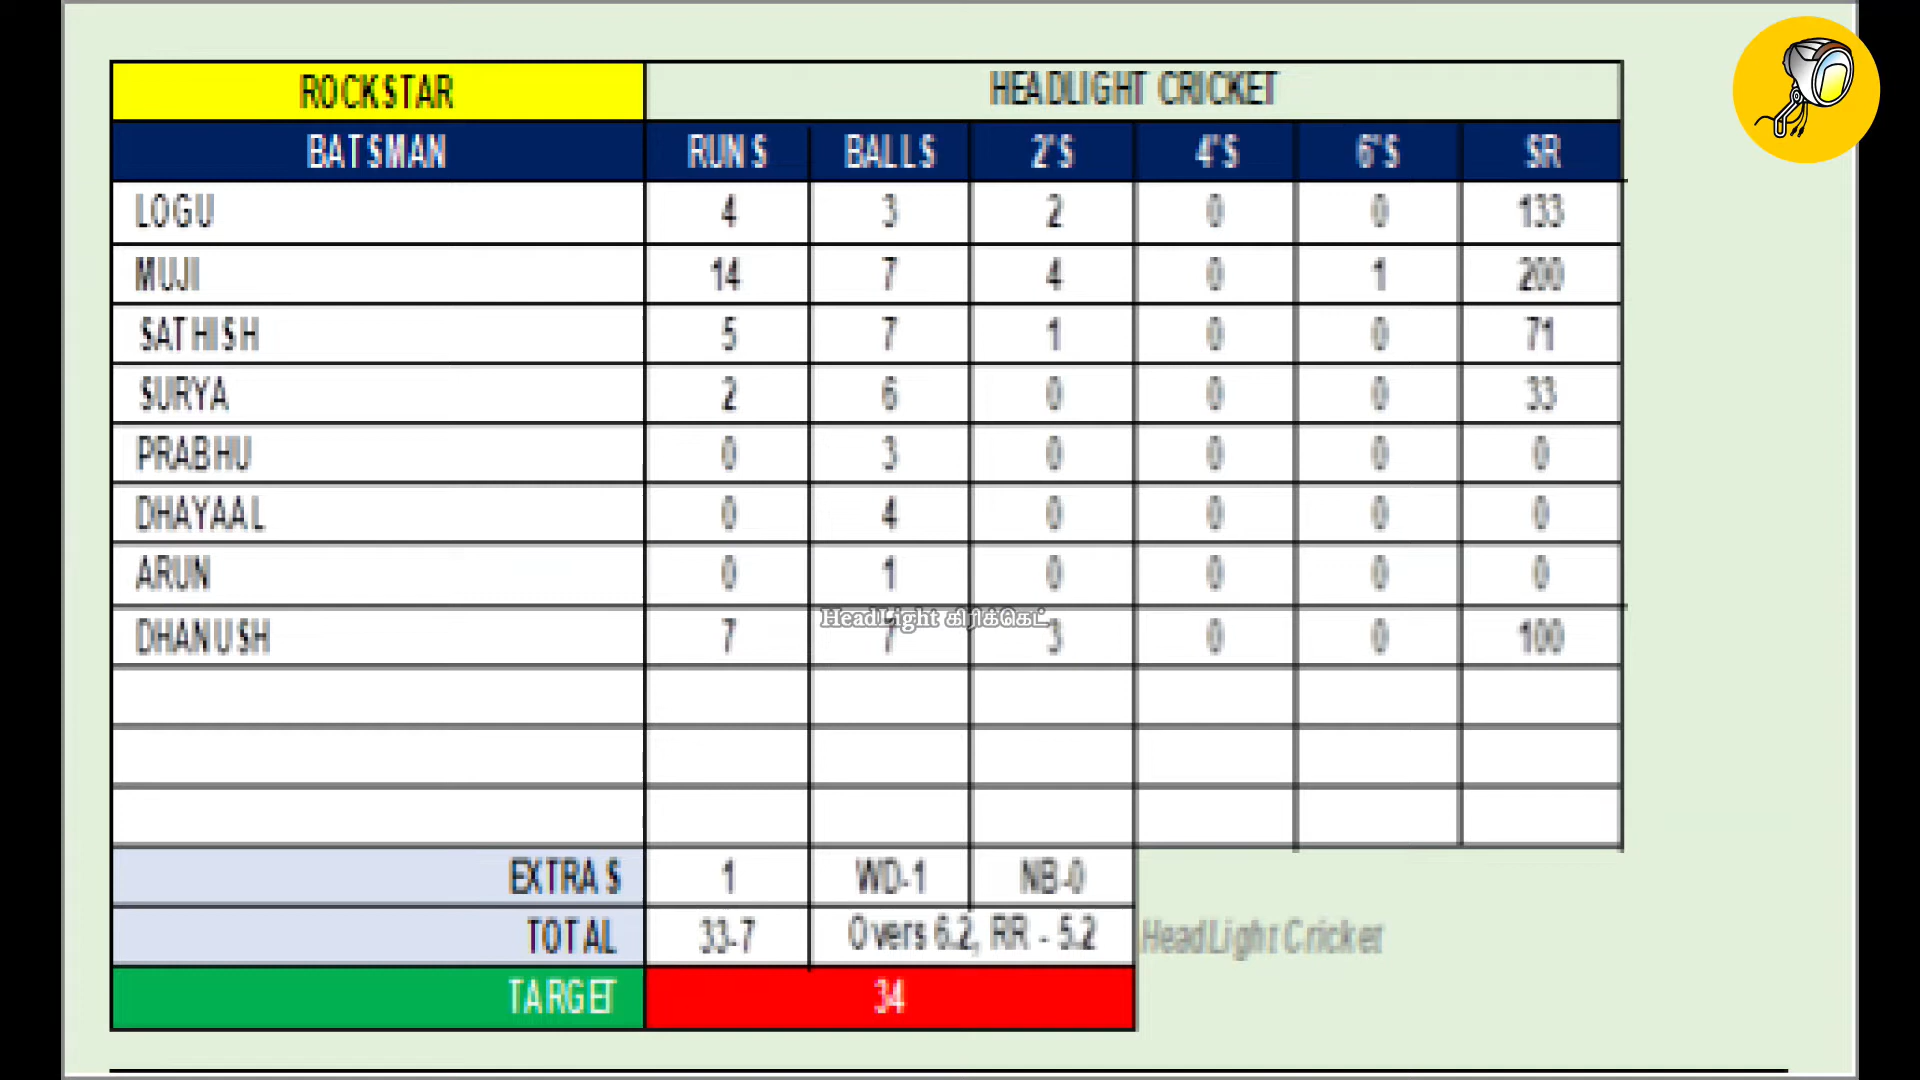 ROCKSTAR HEADLIGHT CRICKET
BATSMAN RUNS BALLS 2'S 4'S 6'S SR
LOGU 4 3 2 0 0 133
MUJI 14 7 4 0 1 200
SATHISH 5 7 1 0 0 71
SURYA 2 6 0 0 0 33
PRABHU 0 3 0 0 0 0
DHAYAAL 0 4 0 0 0 0
ARUN 0 1 0 0 0 0
HeadLight கிரிக்கெட்
DHANUSH 7 7 3 0 0 100
EXTRAS 1 WD-1 NB-0
TOTAL 33-7 Overs 6.2, RR - 5.2 HeadLight Cricket
TARGET 34